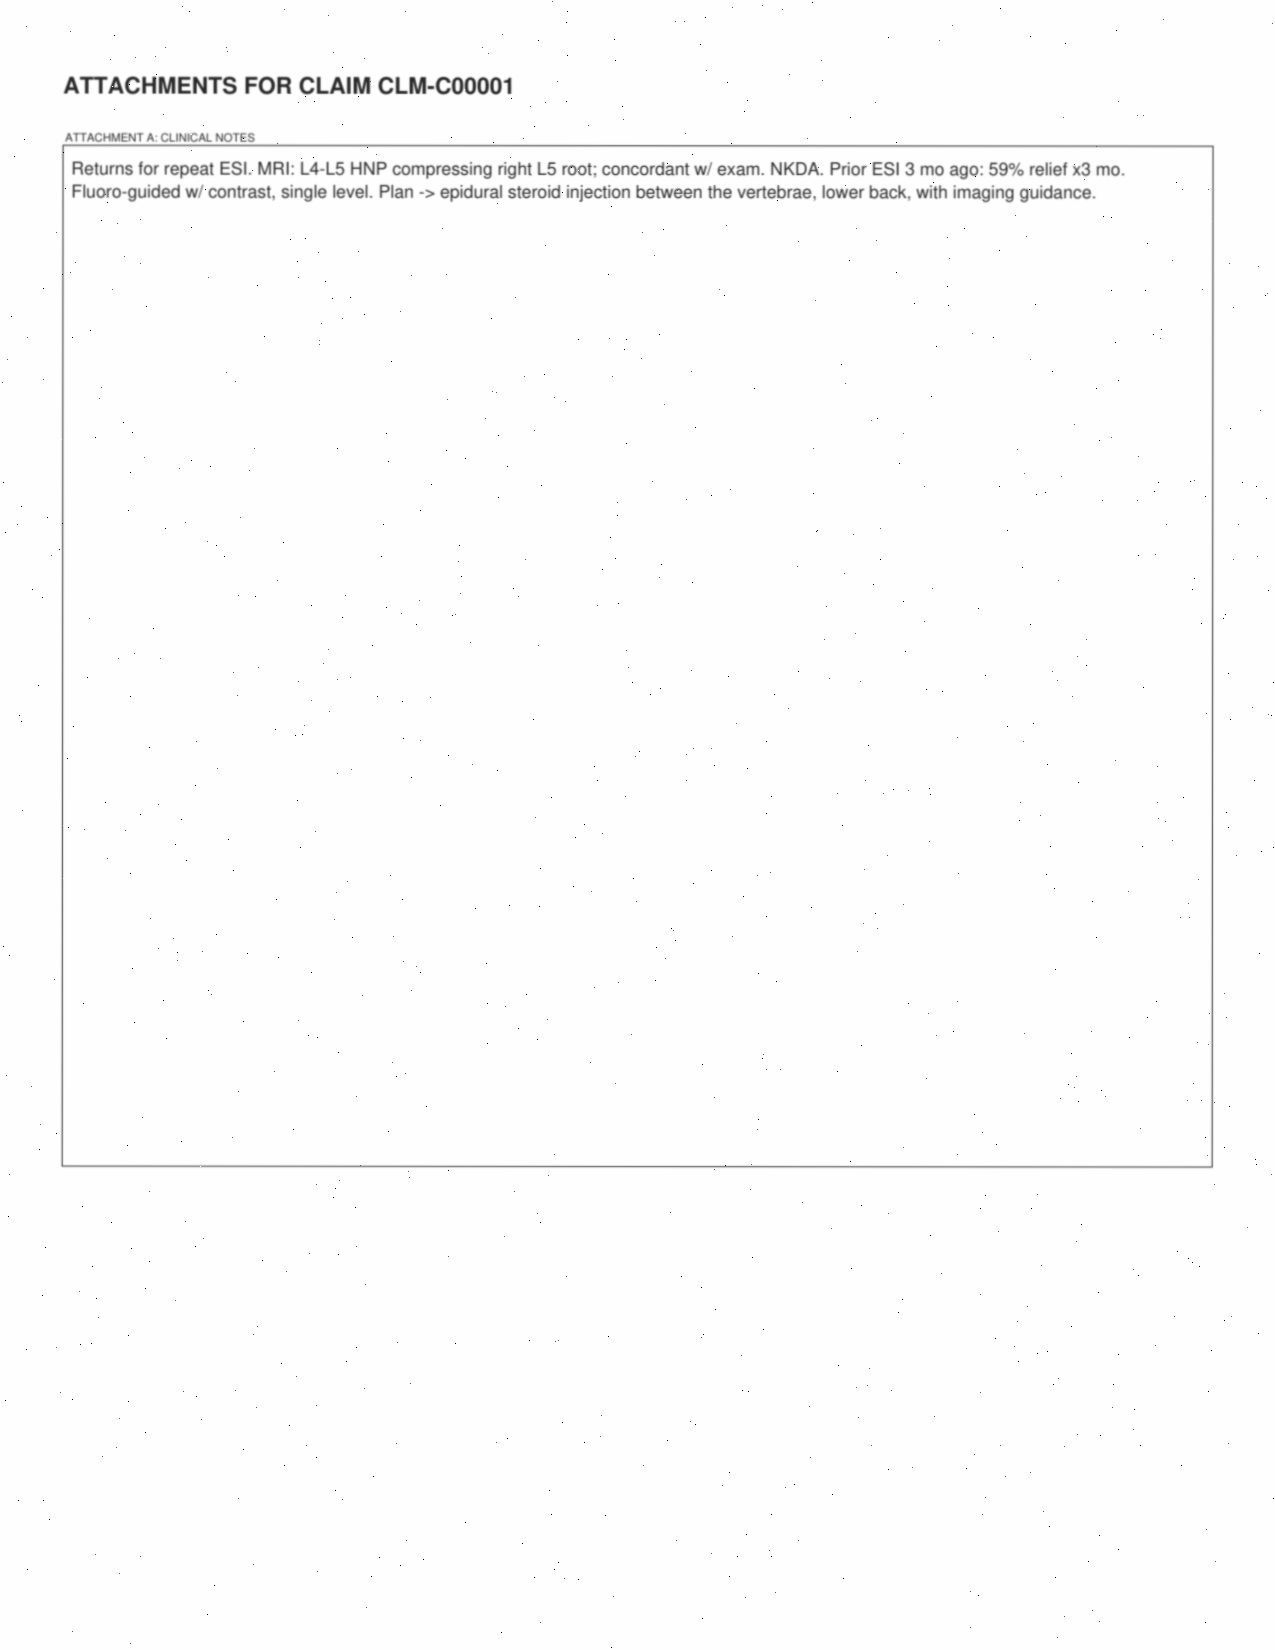 ATTACHMENTS FOR CLAIM CLM-C00001
ATTACHMENT A: CLINICAL NOTES
Returns for repeat ESI. MRI: L4-L5 HNP compressing right L5 root; concordant w/ exam. NKDA. Prior ESI 3 mo ago: 59% relief x3 mo.
Fluoro-guided w/ contrast, single level. Plan -> epidural steroid injection between the vertebrae, lower back, with imaging guidance.